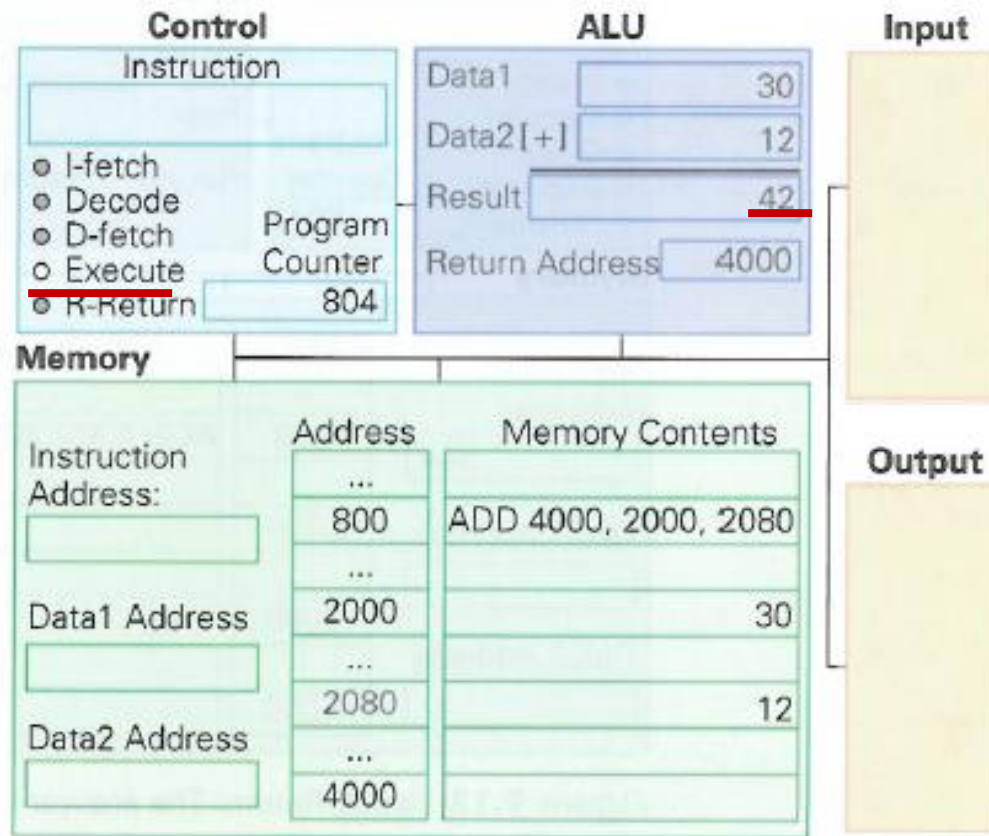 Control
ALU
Input
Instruction
I-fetch
Decode
D-fetch
Execute
R-Return
Program
Counter
804
Data1 30
Data2 [+] 12
Result 42
Return Address 4000
Memory
Instruction
Address:
Data1 Address
Data2 Address
Address Memory Contents
...
800 ADD 4000, 2000, 2080
...
2000 30
...
2080 12
...
4000
Output